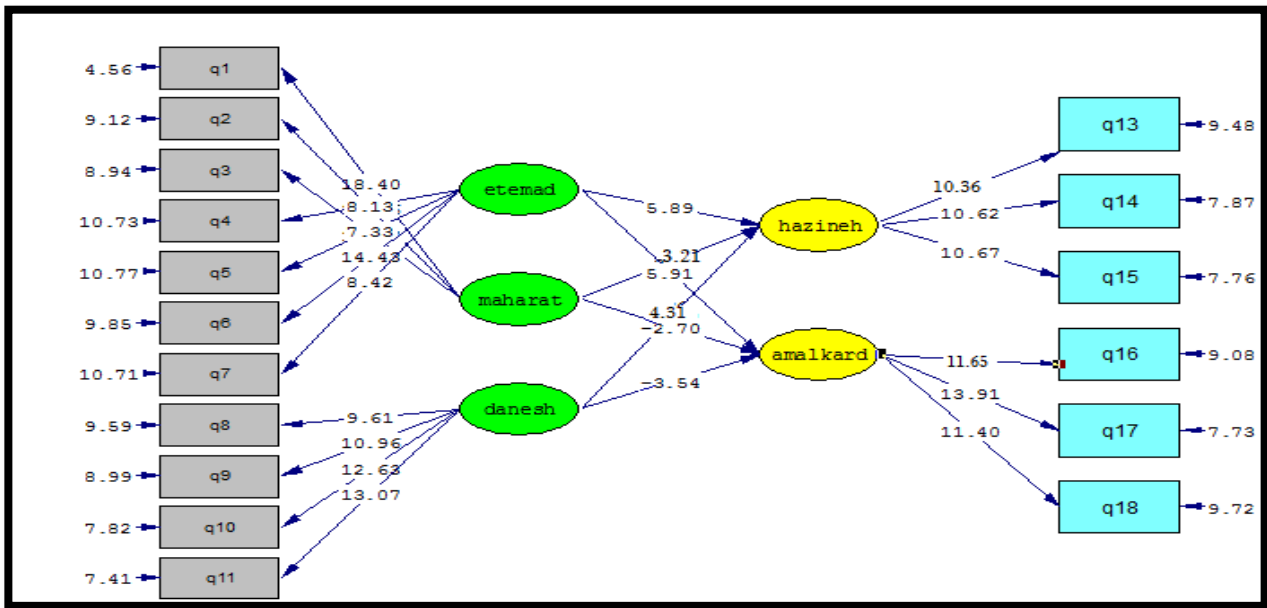 4.56 q1
9.12 q2
8.94 q3
10.73 q4
10.77 q5
9.85 q6
10.71 q7
9.59 q8
8.99 q9
7.82 q10
7.41 q11
18.40
8.13
7.33
14.43
8.42
9.61
10.96
12.63
13.07
etemad
maharat
danesh
5.89
-3.21
5.91
4.31
-2.70
-3.54
hazineh
amalkard
10.36
10.62
10.67
11.65
13.91
11.40
q13 9.48
q14 7.87
q15 7.76
q16 9.08
q17 7.73
q18 9.72